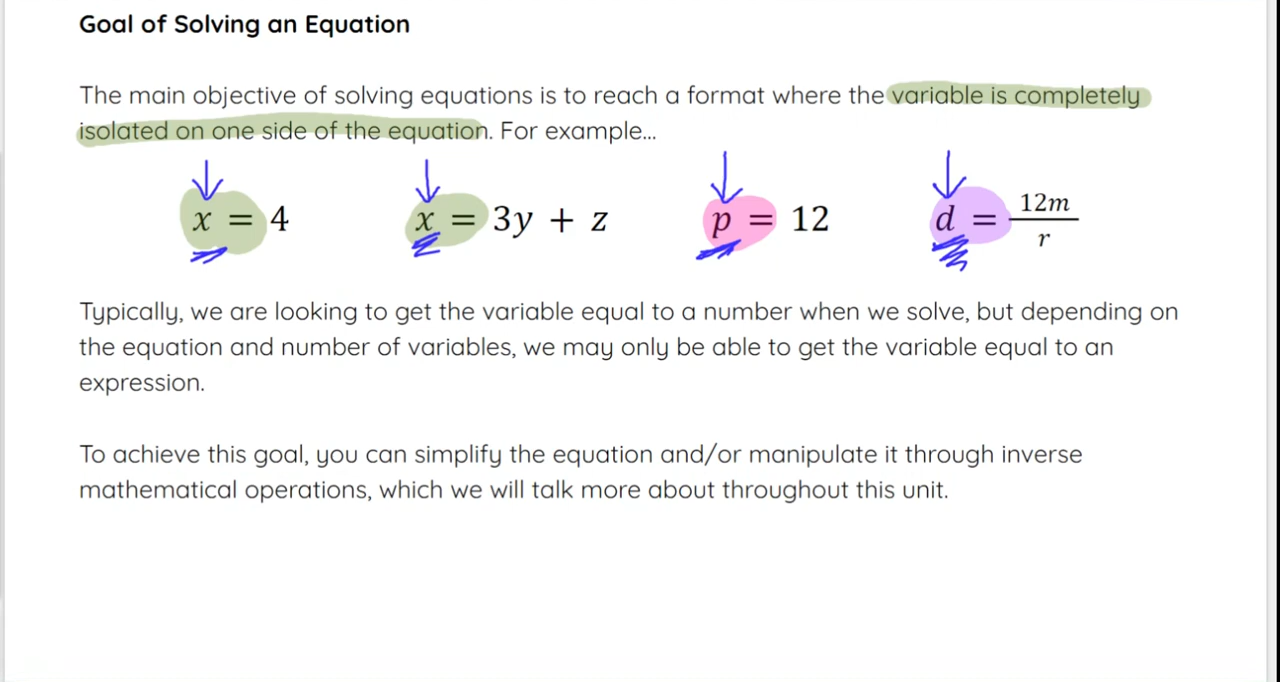 Goal of Solving an Equation
The main objective of solving equations is to reach a format where the variable is completely
isolated on one side of the equation. For example...
x = 4 x = 3y + z p = 12 d = 12m/r
Typically, we are looking to get the variable equal to a number when we solve, but depending on
the equation and number of variables, we may only be able to get the variable equal to an
expression.
To achieve this goal, you can simplify the equation and/or manipulate it through inverse
mathematical operations, which we will talk more about throughout this unit.